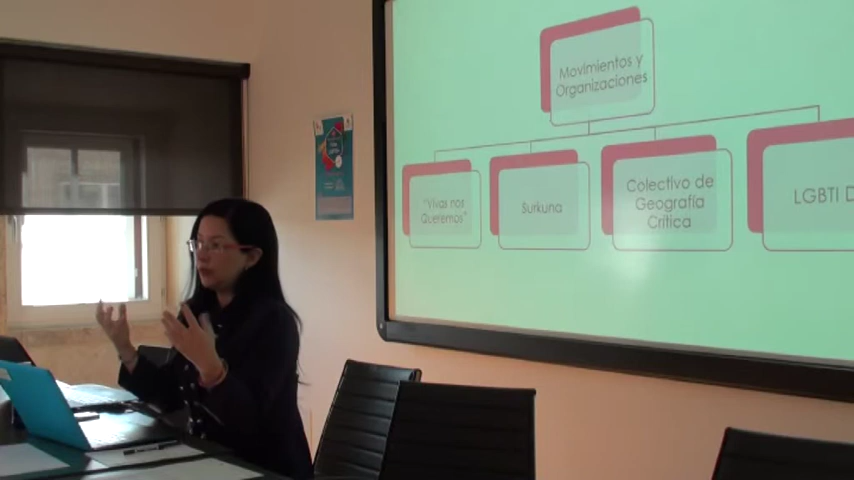 Movimientos y
Organizaciones
"Vivas nos
Queremos"
Surkuna
Colectivo de
Geografía
Crítica
LGBTI D